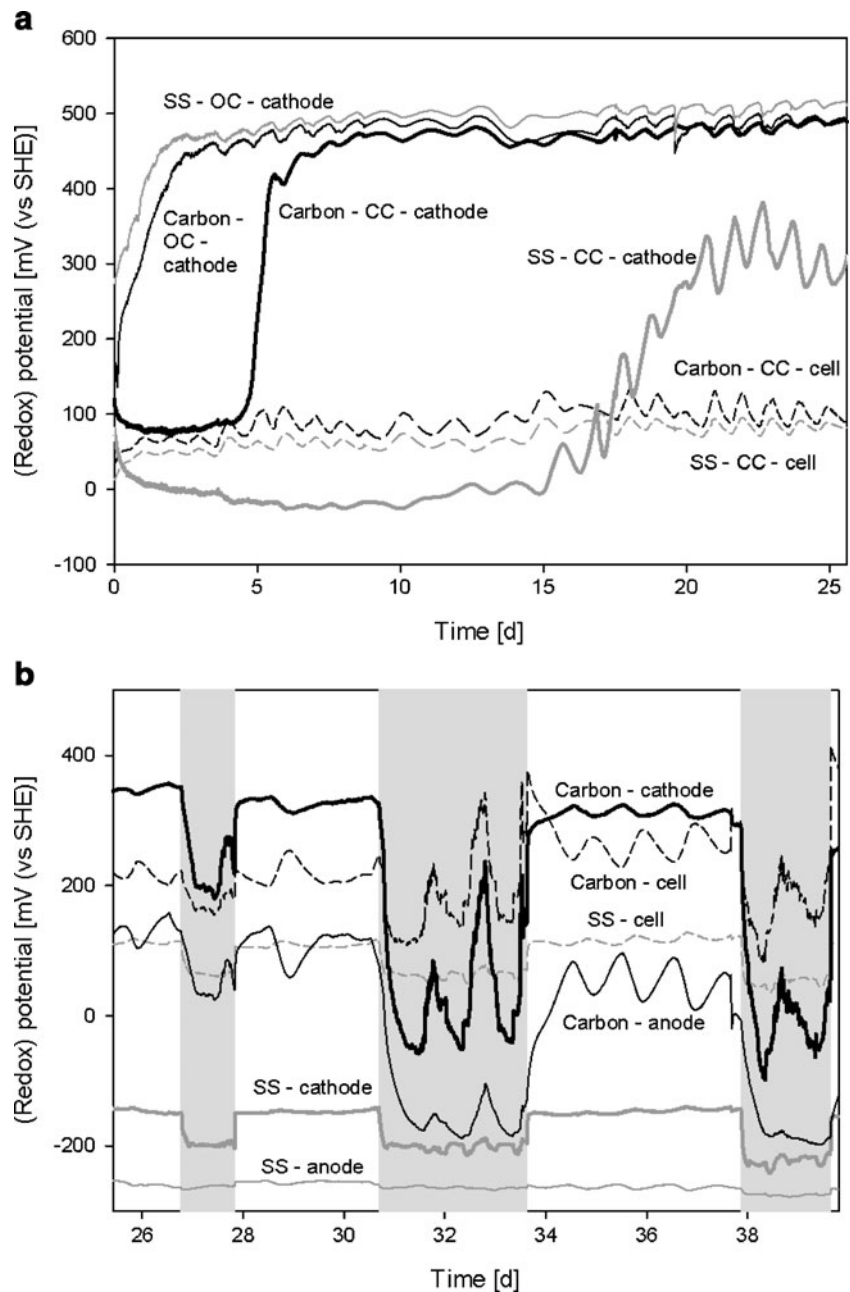 a
600
500
400
300
200
100
0
-100
(Redox) potential [mV (vs SHE)]
SS - OC - cathode
Carbon -
OC -
cathode
Carbon - CC - cathode
SS - CC - cathode
Carbon - CC - cell
SS - CC - cell
0 5 10 15 20 25
Time [d]
b
400
200
0
-200
(Redox) potential [mV (vs SHE)]
Carbon - cathode
Carbon - cell
SS - cell
Carbon - anode
SS - cathode
SS - anode
26 28 30 32 34 36 38
Time [d]